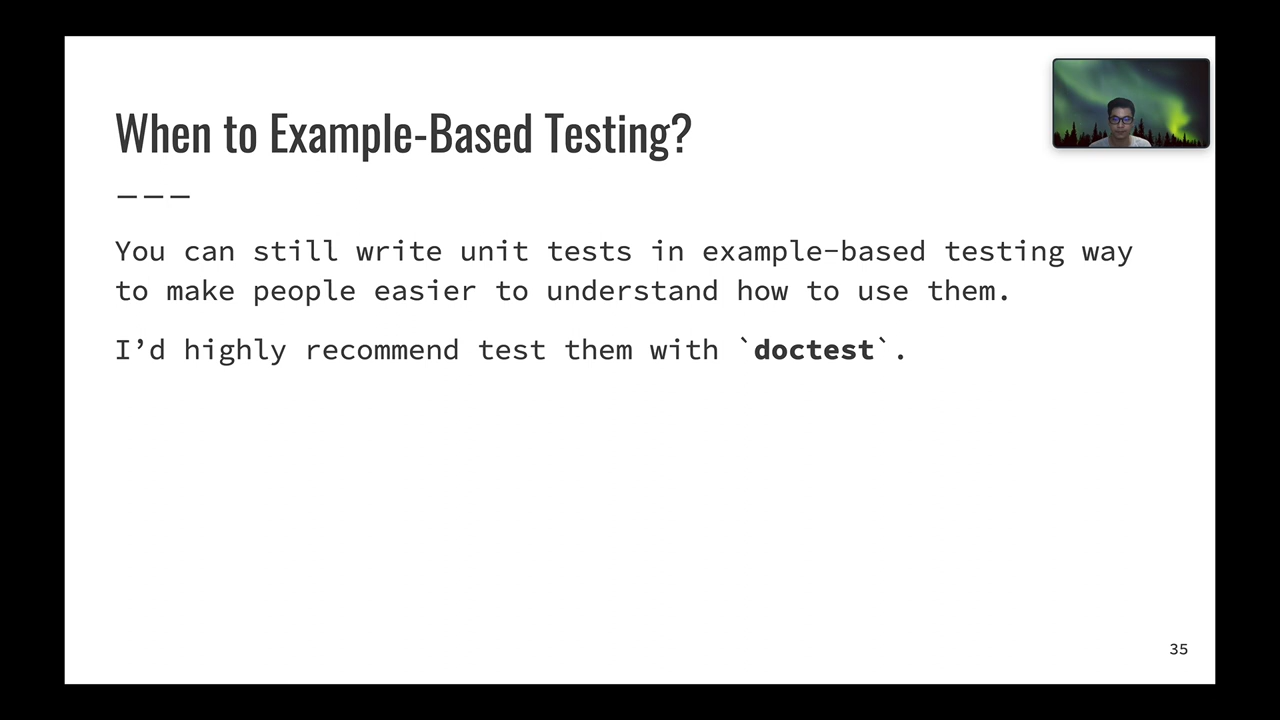 When to Example-Based Testing?
———
You can still write unit tests in example-based testing way
to make people easier to understand how to use them.
I’d highly recommend test them with `doctest`.
35